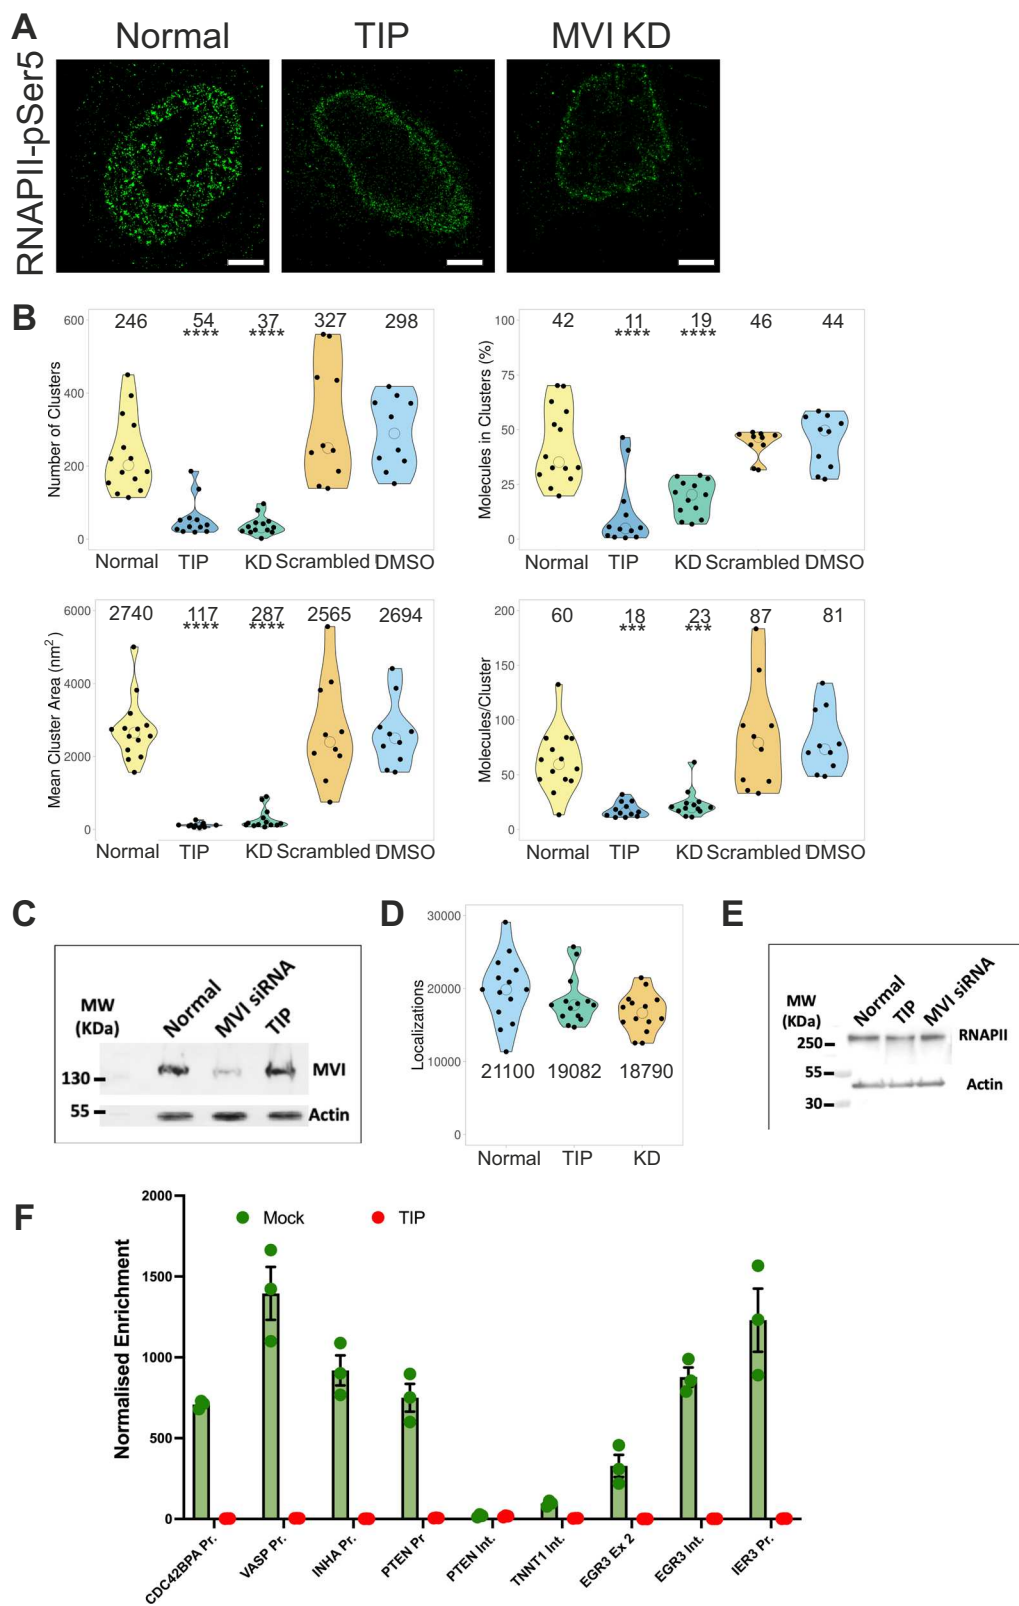 A
Normal
TIP
MVI KD
RNAPII-pSer5
B
Number of Clusters
600
400
200
0
246
54
37
327
298
****
****
Normal
TIP
KD
Scrambled
DMSO
Molecules in Clusters (%)
100
75
50
25
0
42
11
19
46
44
****
****
Normal
TIP
KD
Scrambled
DMSO
Mean Cluster Area (nm²)
6000
4000
2000
0
2740
117
287
2565
2694
****
****
Normal
TIP
KD
Scrambled
DMSO
Molecules/Cluster
200
150
100
50
0
60
18
23
87
81
***
***
Normal
TIP
KD
Scrambled
DMSO
C
MW
(KDa)
Normal
MVI siRNA
TIP
130
MVI
55
Actin
D
Localizations
30000
20000
10000
0
21100
19082
18790
Normal
TIP
KD
E
MW
(KDa)
Normal
TIP
MVI siRNA
250
RNAPII
55
Actin
30
F
Normalised Enrichment
2000
1500
1000
500
0
Mock
TIP
CDC42BPA Pr.
VASP Pr.
INHA Pr.
PTEN Pr
PTEN Int.
TNNT1 Int.
EGR3 Ex 2
EGR3 Int.
IER3 Pr.